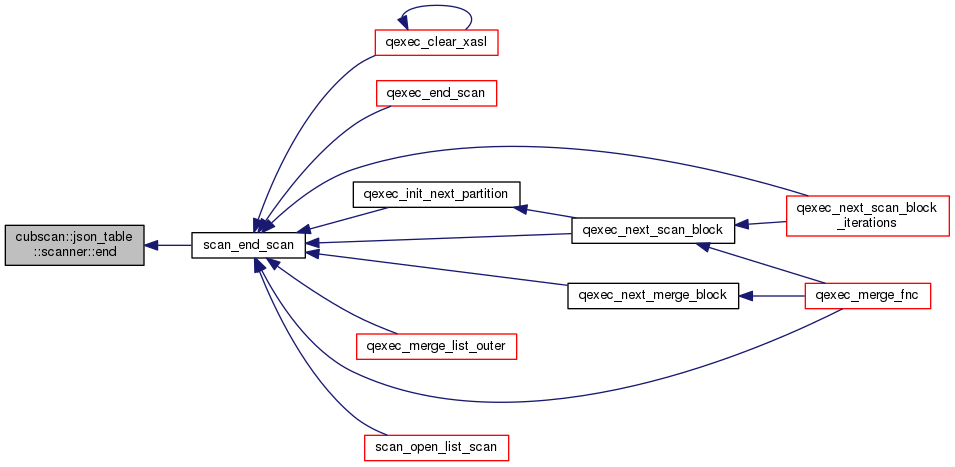 qexec_clear_xasl
qexec_end_scan
qexec_init_next_partition
qexec_next_scan_block
_iterations
cubscan::json_table
::scanner::end
scan_end_scan
qexec_next_scan_block
qexec_next_merge_block
qexec_merge_fnc
qexec_merge_list_outer
scan_open_list_scan